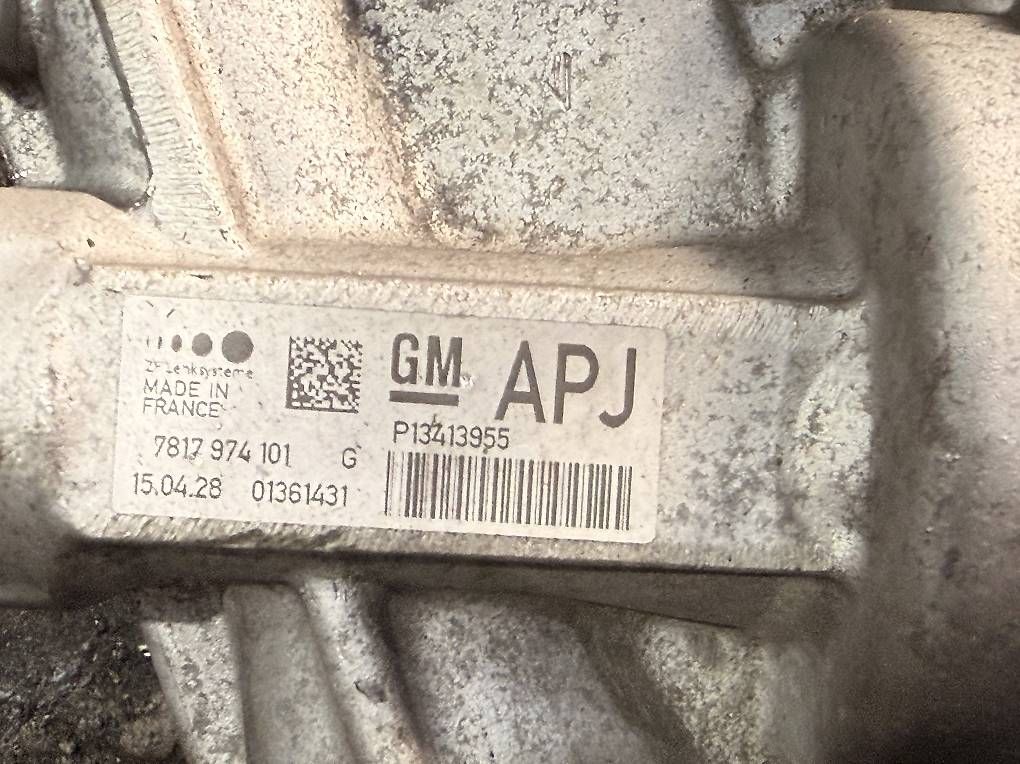 ZF Lenksysteme
MADE IN
FRANCE
7817 974 101 G
15.04.28 01361431
GM APJ
P13413955